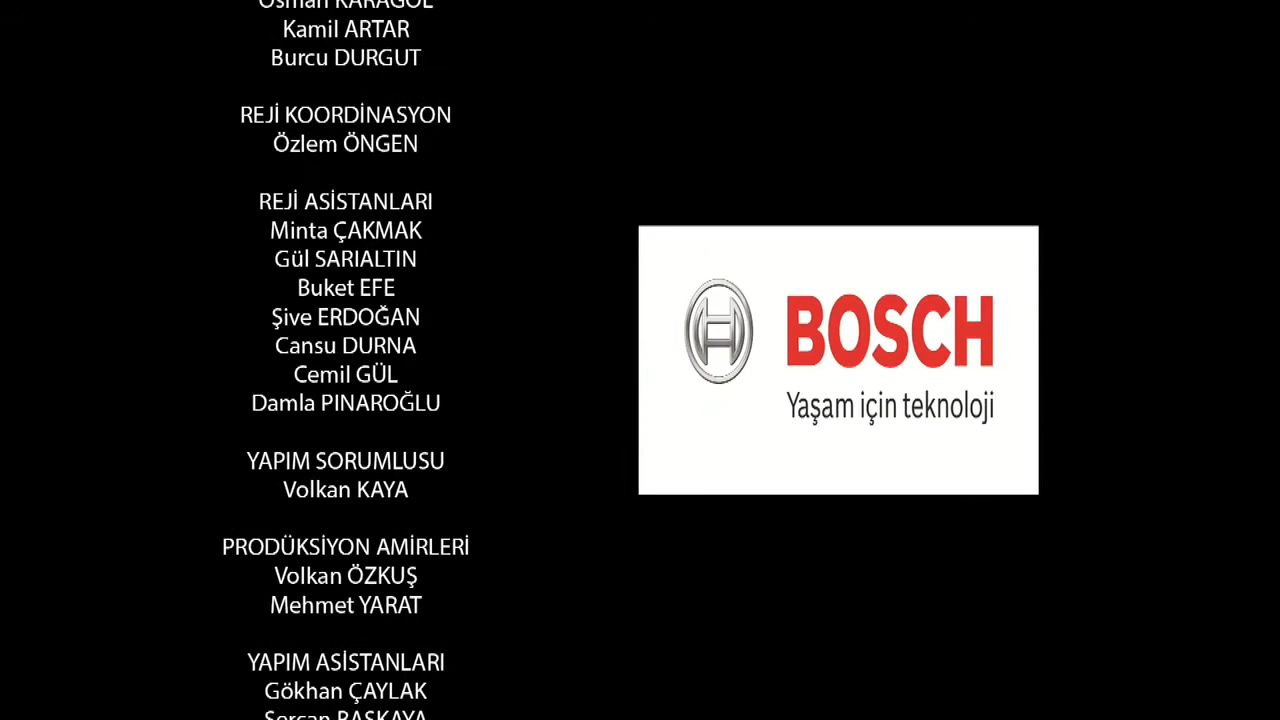 Osman KARAGÖL
Kamil ARTAR
Burcu DURGUT
REJİ KOORDİNASYON
Özlem ÖNGEN
REJİ ASİSTANLARI
Minta ÇAKMAK
Gül SARIALTIN
Buket EFE
Şive ERDOĞAN
Cansu DURNA
Cemil GÜL
Damla PINAROĞLU
YAPIM SORUMLUSU
Volkan KAYA
PRODÜKSİYON AMİRLERİ
Volkan ÖZKUŞ
Mehmet YARAT
YAPIM ASİSTANLARI
Gökhan ÇAYLAK
BOSCH
Yaşam için teknoloji